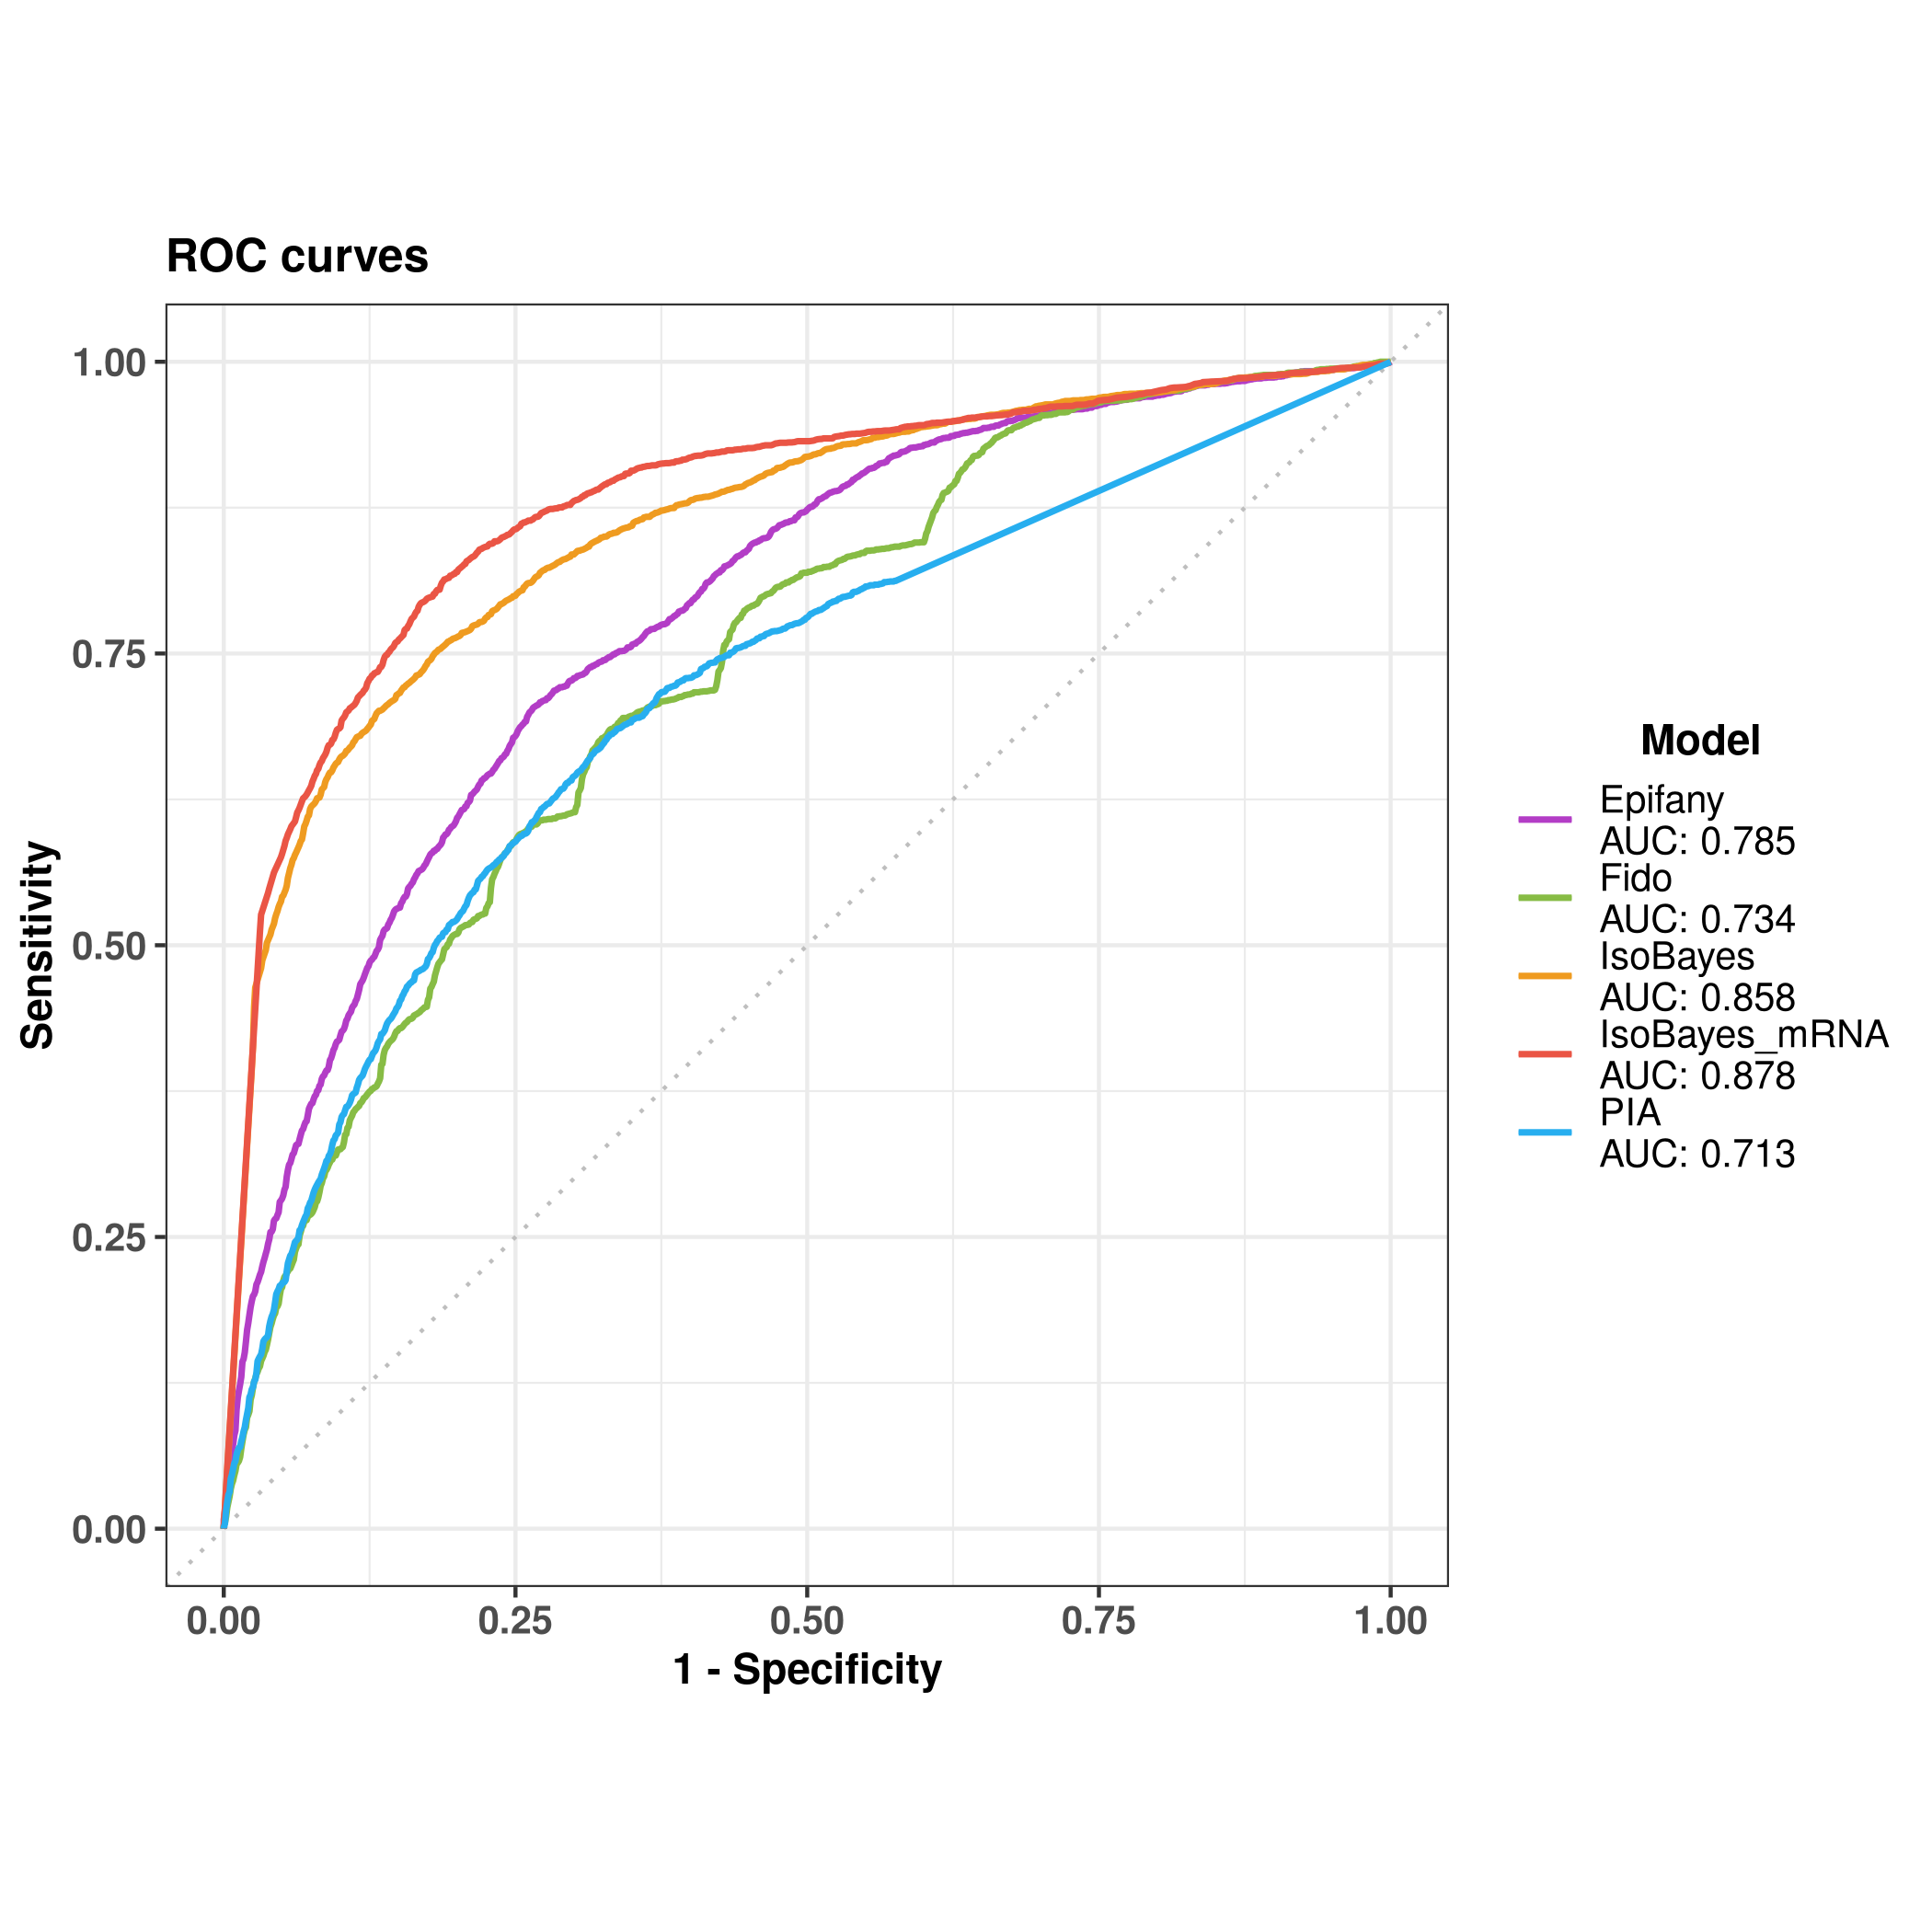 ROC curves
1.00
0.75
0.50
0.25
0.00
Sensitivity
0.00 0.25 0.50 0.75 1.00
1 - Specificity
Model
Epifany
AUC: 0.785
Fido
AUC: 0.734
IsoBayes
AUC: 0.858
IsoBayes_mRNA
AUC: 0.878
PIA
AUC: 0.713